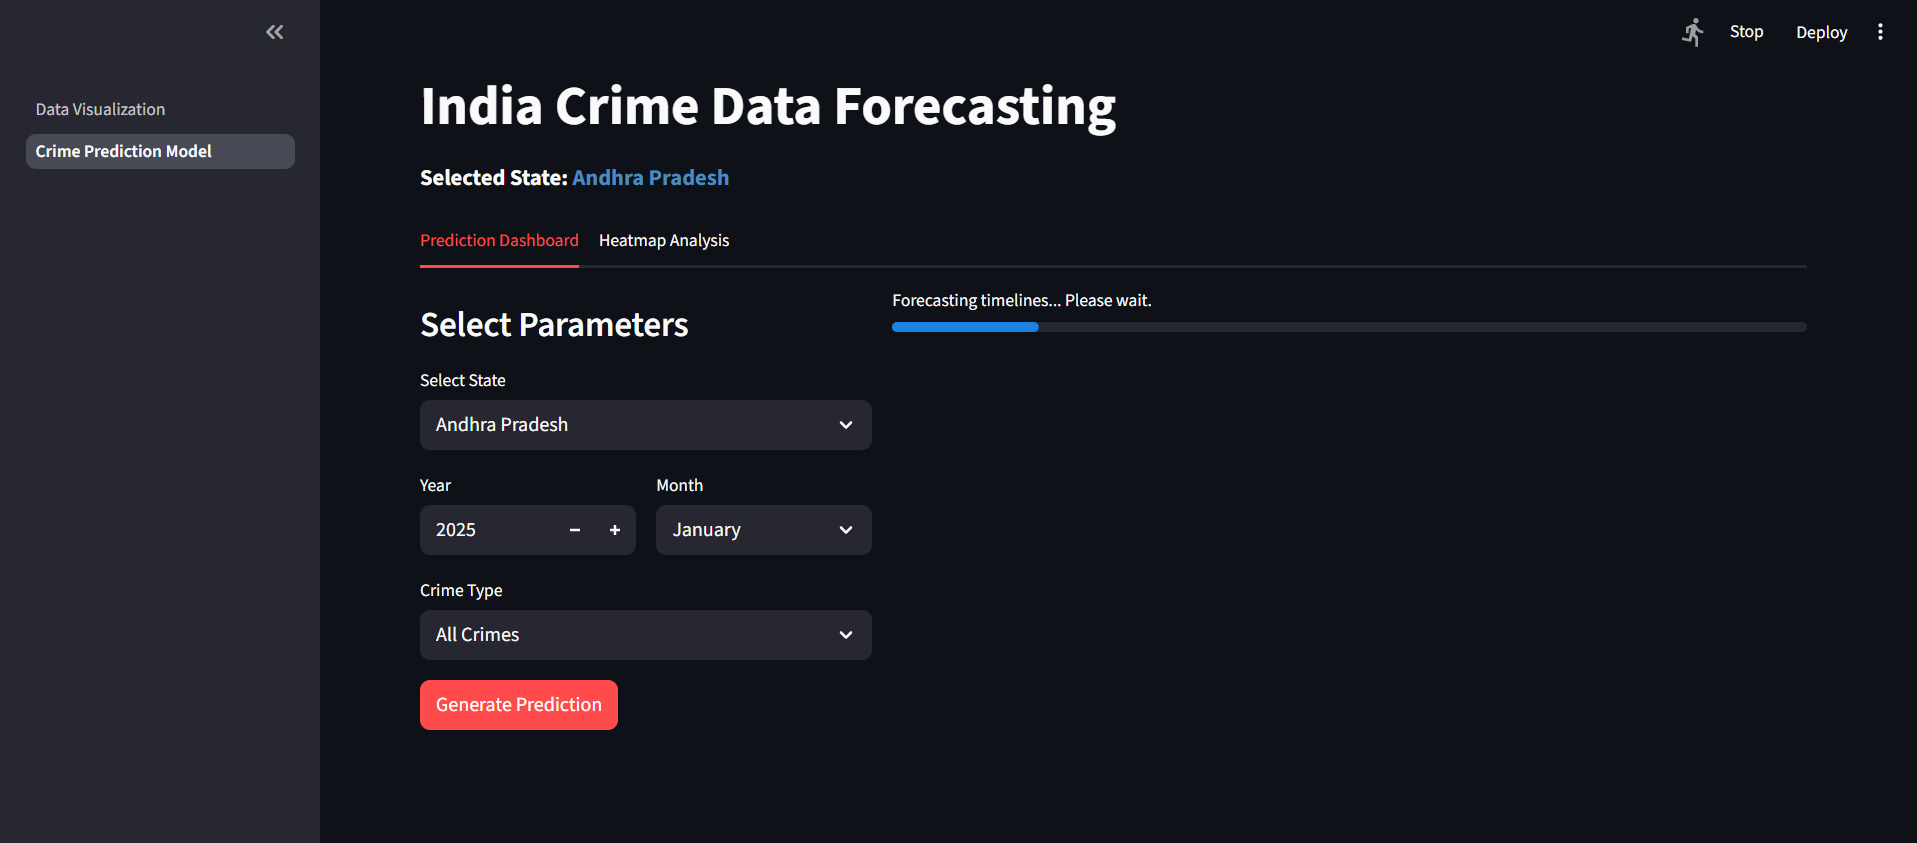 Stop
Deploy
Data Visualization
Crime Prediction Model
India Crime Data Forecasting
Selected State: Andhra Pradesh
Prediction Dashboard
Heatmap Analysis
Select Parameters
Select State
Andhra Pradesh
Year
Month
2025
January
Crime Type
All Crimes
Generate Prediction
Forecasting timelines... Please wait.